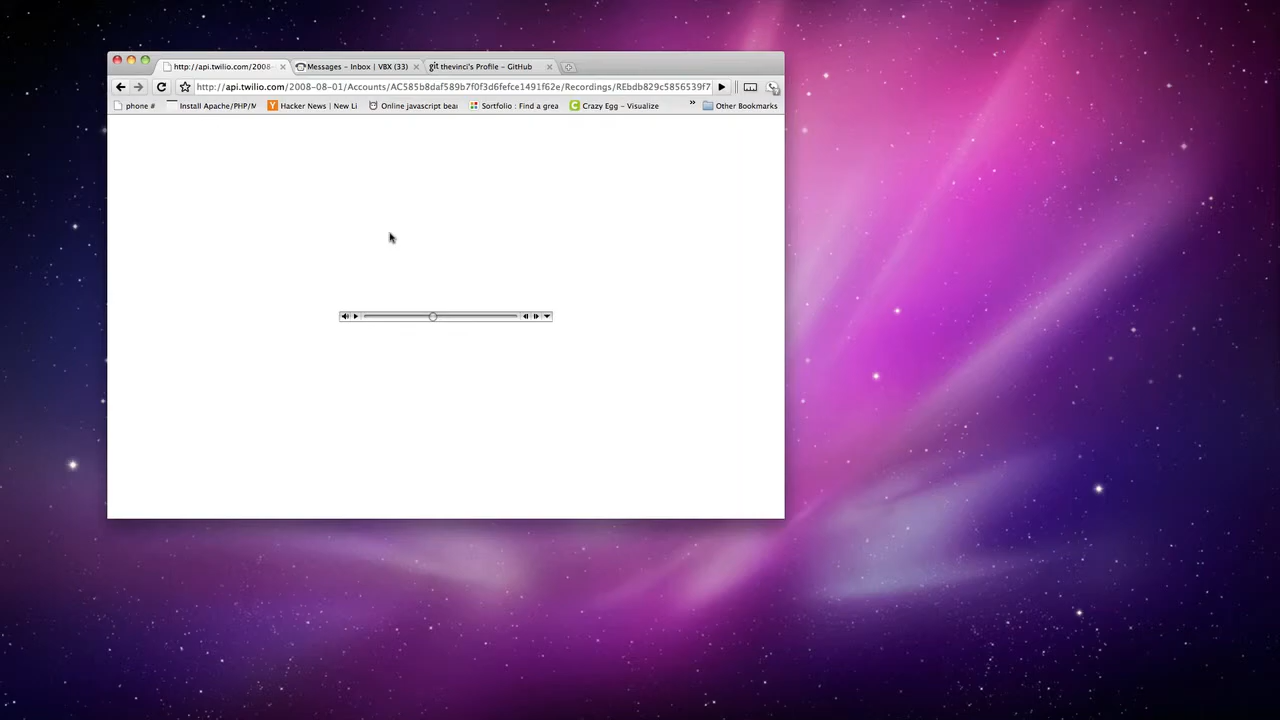 http://api.twilio.com/2008-
Messages – Inbox | VBX (33)
git thevinci's Profile – GitHub
http://api.twilio.com/2008-08-01/Accounts/AC585b8daf589b7f0f3d6fefce1491f62e/Recordings/REbdb829c5856539f7
phone #
Install Apache/PHP/M
Y Hacker News | New Li
Online javascript beau
Sortfolio : Find a grea
C Crazy Egg – Visualize
»
Other Bookmarks